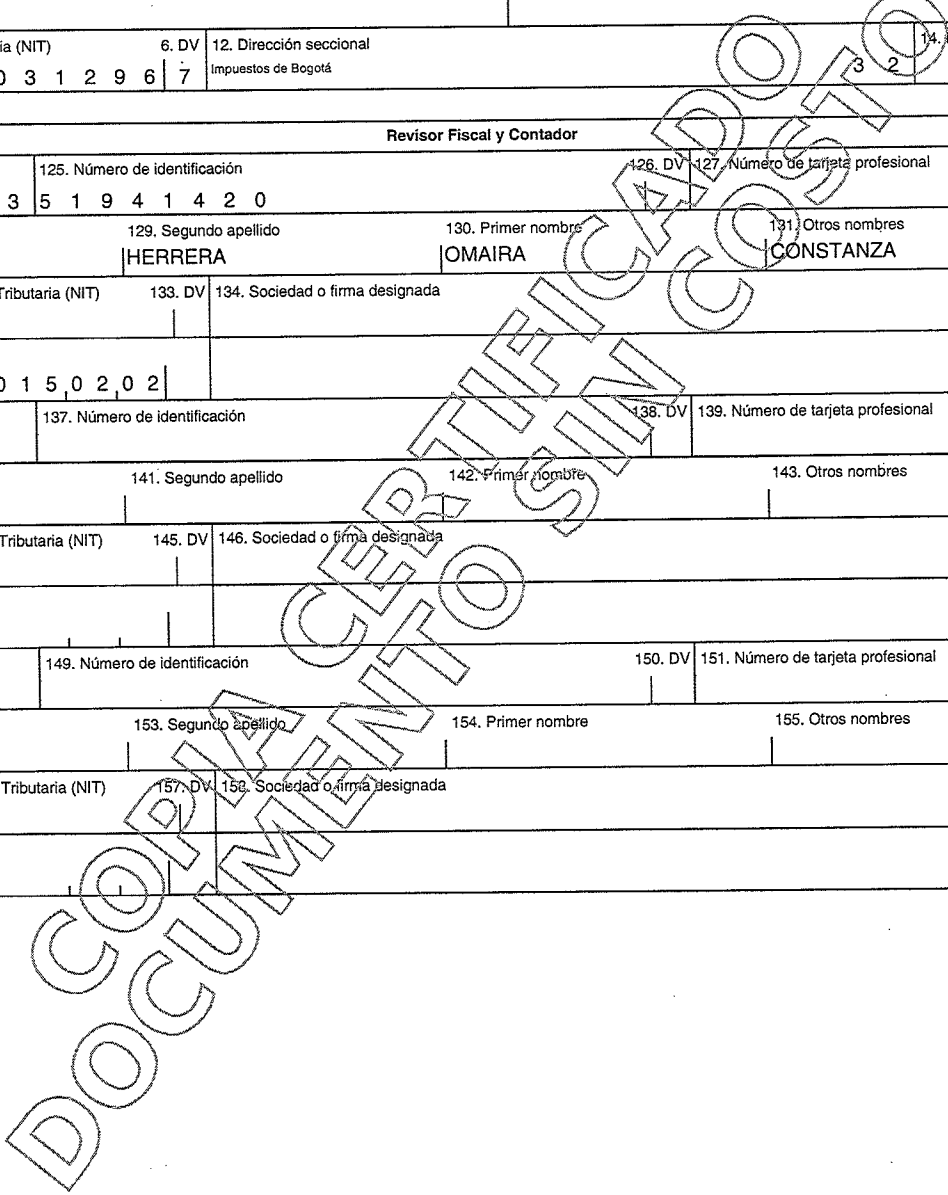 ia (NIT) 6. DV 12. Dirección seccional 14.
0 3 1 2 9 6 7 Impuestos de Bogotá 3 2
Revisor Fiscal y Contador
125. Número de identificación 126. DV 127. Número de tarjeta profesional
3 5 1 9 4 1 4 2 0
129. Segundo apellido 130. Primer nombre 131. Otros nombres
HERRERA OMAIRA CONSTANZA
Tributaria (NIT) 133. DV 134. Sociedad o firma designada
0 1 5 0 2 0 2
137. Número de identificación 138. DV 139. Número de tarjeta profesional
141. Segundo apellido 142. Primer nombre 143. Otros nombres
Tributaria (NIT) 145. DV 146. Sociedad o firma designada
149. Número de identificación 150. DV 151. Número de tarjeta profesional
153. Segundo apellido 154. Primer nombre 155. Otros nombres
Tributaria (NIT) 157. DV 158. Sociedad o firma designada
COPIA CERTIFICADO
DOCUMENTO SIN COSTO